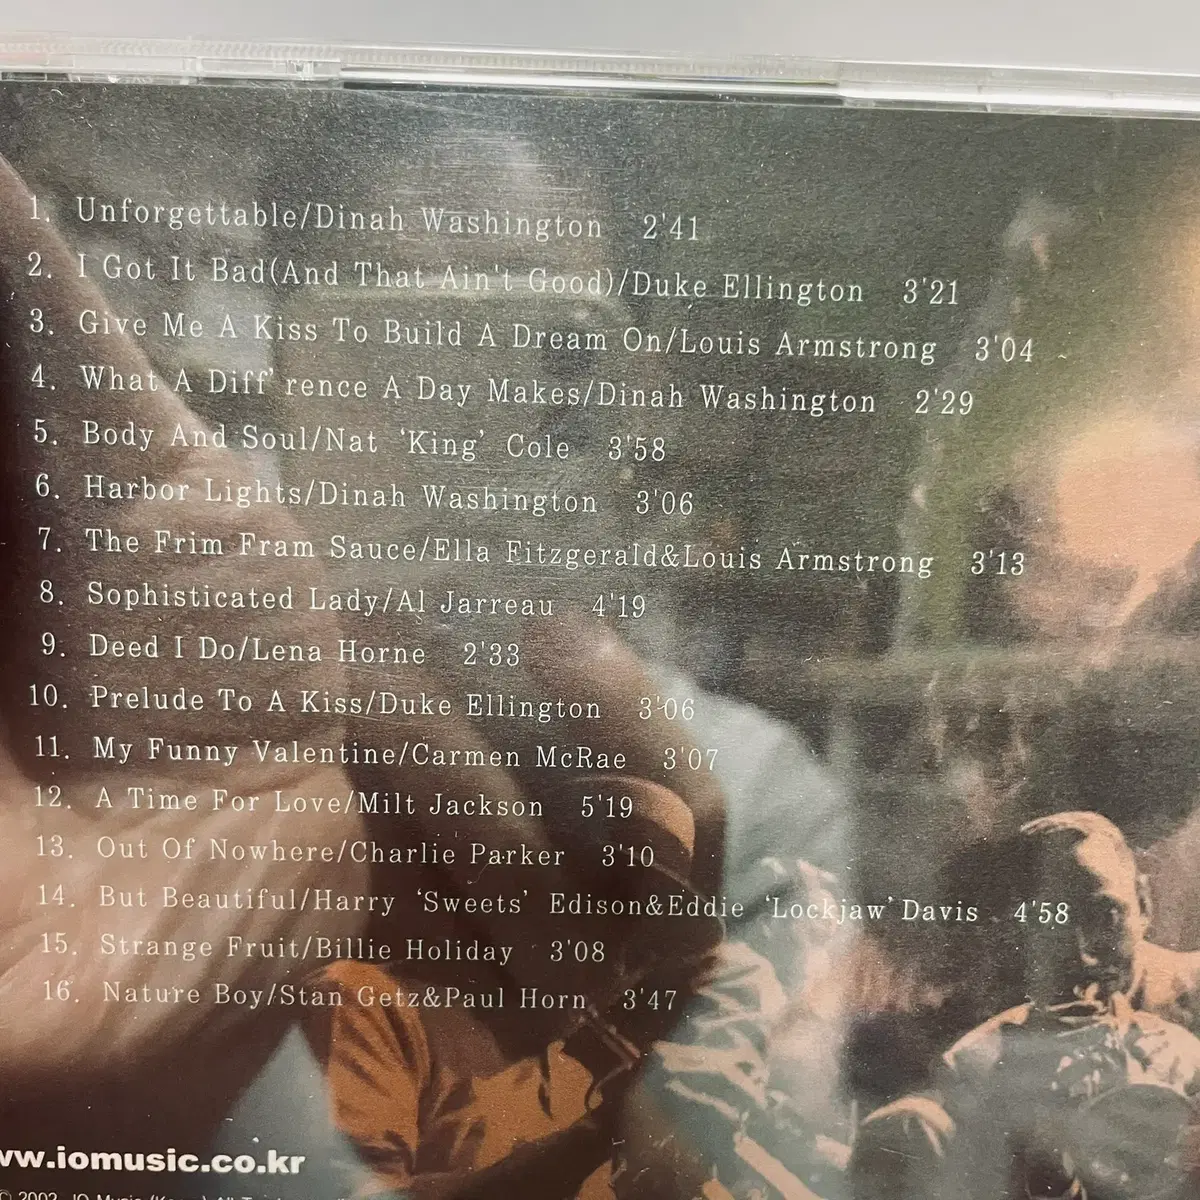 1. Unforgettable/Dinah Washington 2'41
2. I Got It Bad(And That Ain't Good)/Duke Ellington 3'21
3. Give Me A Kiss To Build A Dream On/Louis Armstrong 3'04
4. What A Diff'rence A Day Makes/Dinah Washington 2'29
5. Body And Soul/Nat ‘King’ Cole 3'58
6. Harbor Lights/Dinah Washington 3'06
7. The Frim Fram Sauce/Ella Fitzgerald&Louis Armstrong 3'13
8. Sophisticated Lady/Al Jarreau 4'19
9. Deed I Do/Lena Horne 2'33
10. Prelude To A Kiss/Duke Ellington 3'06
11. My Funny Valentine/Carmen McRae 3'07
12. A Time For Love/Milt Jackson 5'19
13. Out Of Nowhere/Charlie Parker 3'10
14. But Beautiful/Harry ‘Sweets’ Edison&Eddie ‘Lockjaw’ Davis 4'58
15. Strange Fruit/Billie Holiday 3'08
16. Nature Boy/Stan Getz&Paul Horn 3'47
vw.iomusic.co.kr